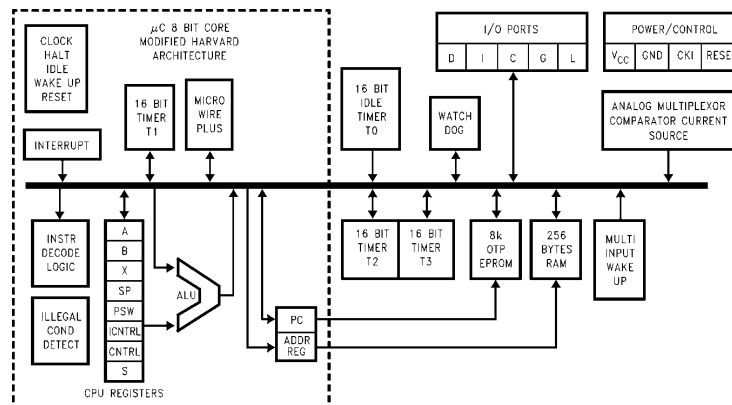 CLOCK
HALT
IDLE
WAKE UP
RESET
µC 8 BIT CORE
MODIFIED HARVARD
ARCHITECTURE
I/O PORTS
D I C G L
POWER/CONTROL
VCC GND CKI RESE
16 BIT
TIMER
T1
MICRO
WIRE
PLUS
16 BIT
IDLE
TIMER
T0
WATCH
DOG
ANALOG MULTIPLEXOR
COMPARATOR CURRENT
SOURCE
INTERRUPT
INSTR
DECODE
LOGIC
ILLEGAL
COND
DETECT
A
B
X
SP
PSW
ICNTRL
CNTRL
S
CPU REGISTERS
ALU
PC
ADDR
REG
16 BIT
TIMER
T2
16 BIT
TIMER
T3
8k
OTP
EPROM
256
BYTES
RAM
MULTI
INPUT
WAKE
UP